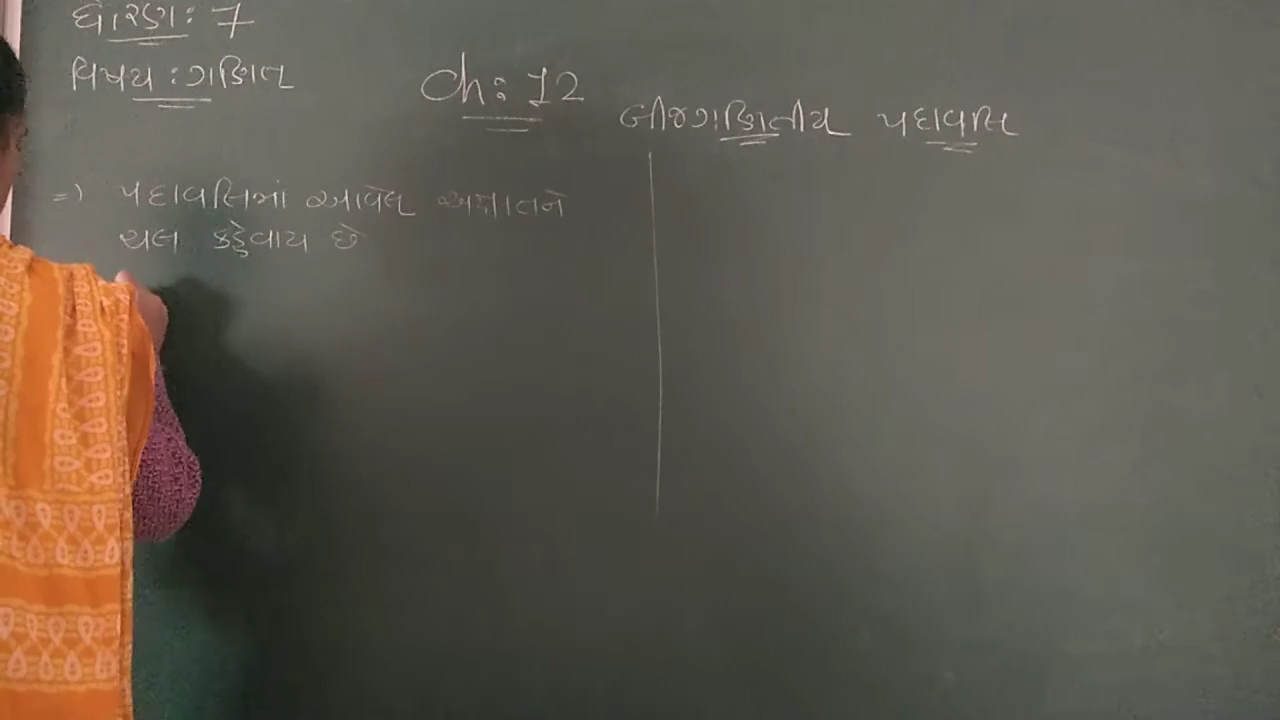 ધોરણ : 7
વિષય : ગણિત
Ch : 12
બીજગણિતીય પદાવલિ
=) પદાવલિમાં આવેલ અજ્ઞાતને
ચલ કહેવાય છે